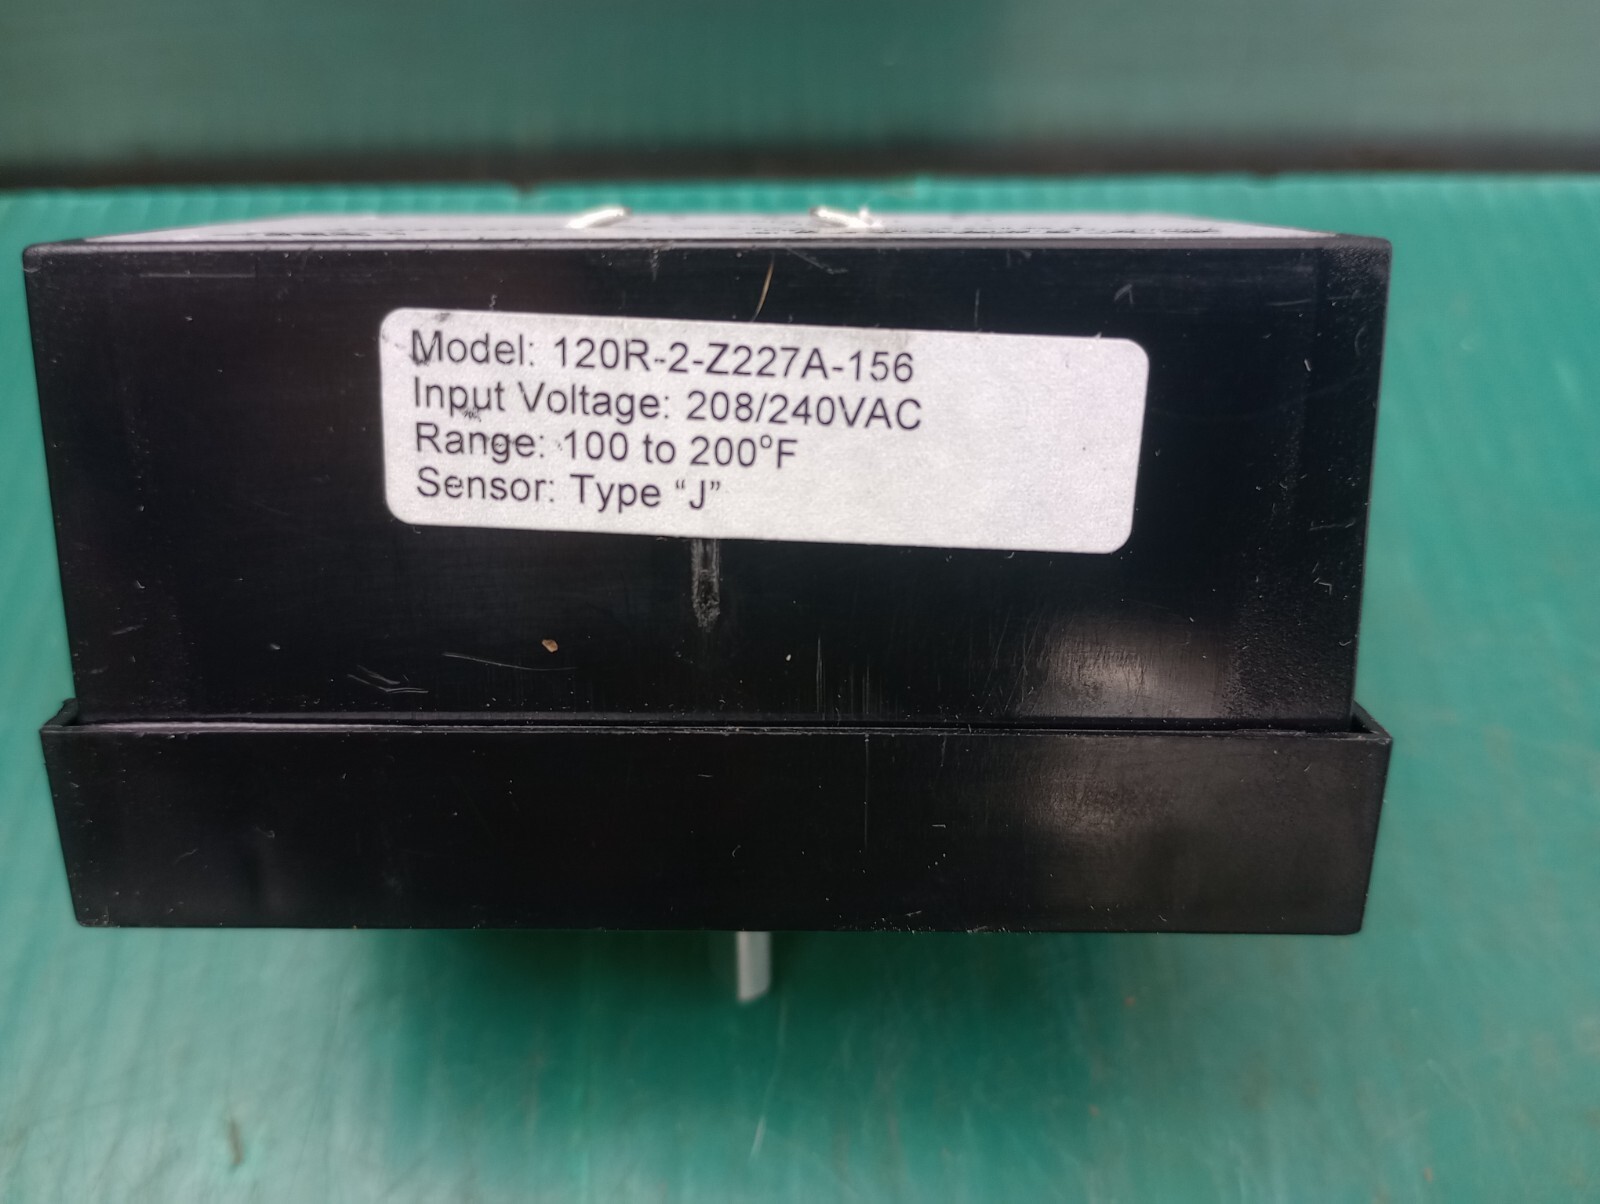 Model: 120R-2-Z227A-156
Input Voltage: 208/240VAC
Range: 100 to 200°F
Sensor: Type “J”